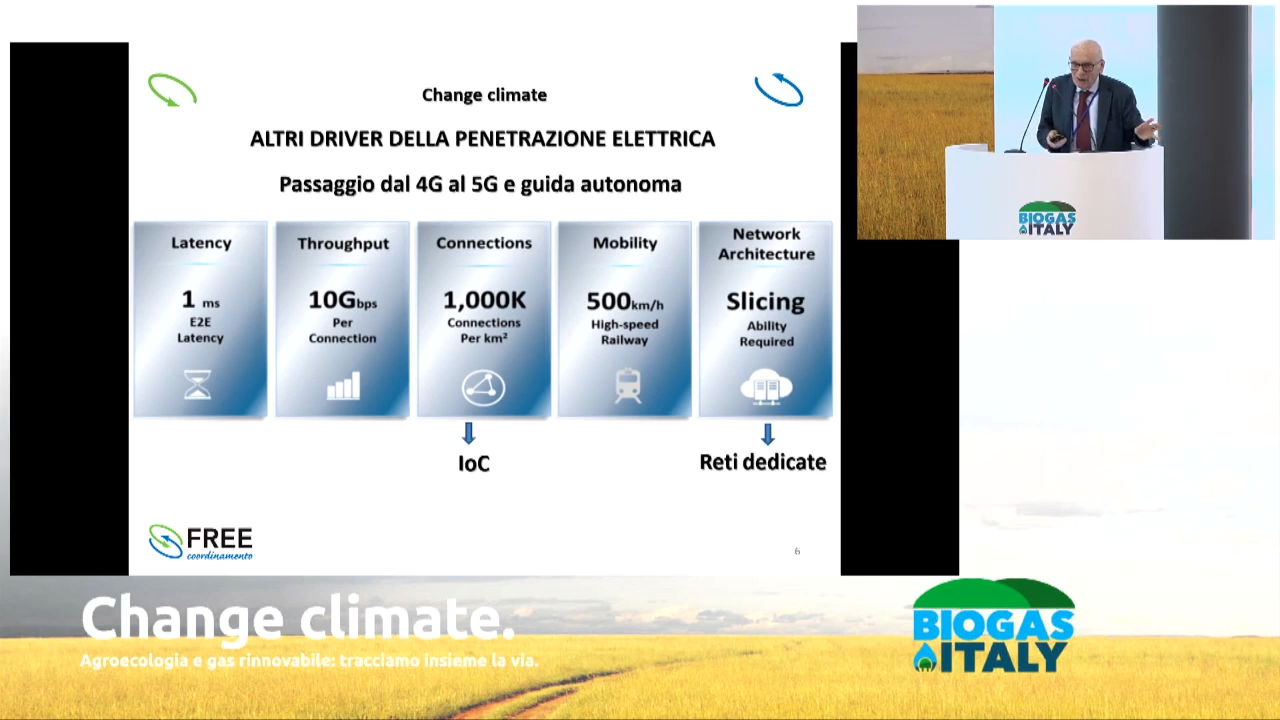 Change climate
ALTRI DRIVER DELLA PENETRAZIONE ELETTRICA
Passaggio dal 4G al 5G e guida autonoma
Latency
1 ms
E2E
Latency
Throughput
10Gbps
Per
Connection
Connections
1,000K
Connections
Per km²
Mobility
500km/h
High-speed
Railway
Network
Architecture
Slicing
Ability
Required
IoC
Reti dedicate
FREE
coordinamento
6
BIOGAS
ITALY
Change climate.
Agroecologia e gas rinnovabile: tracciamo insieme la via.
BIOGAS
ITALY